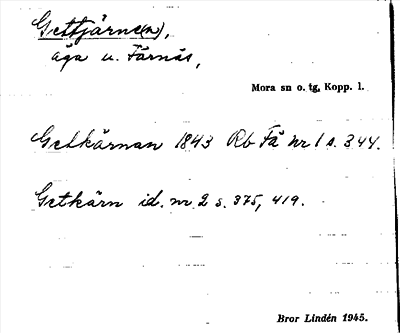 Gettjärne(n),
äga u. Färnäs,
Mora sn o. tg, Kopp. l.
Getkärnan 1843 Rb Fä nr 1 s. 344.
Getkärn id. nr 2 s. 375, 419.
Bror Lindén 1945.